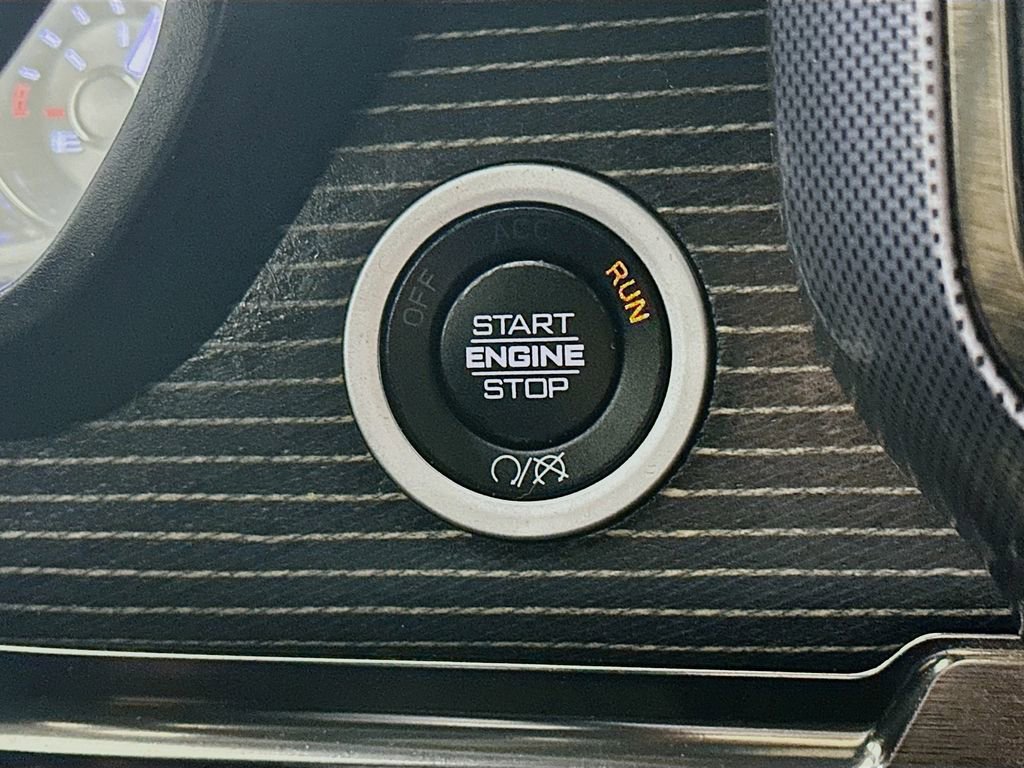 ACC
OFF
RUN
START
ENGINE
STOP